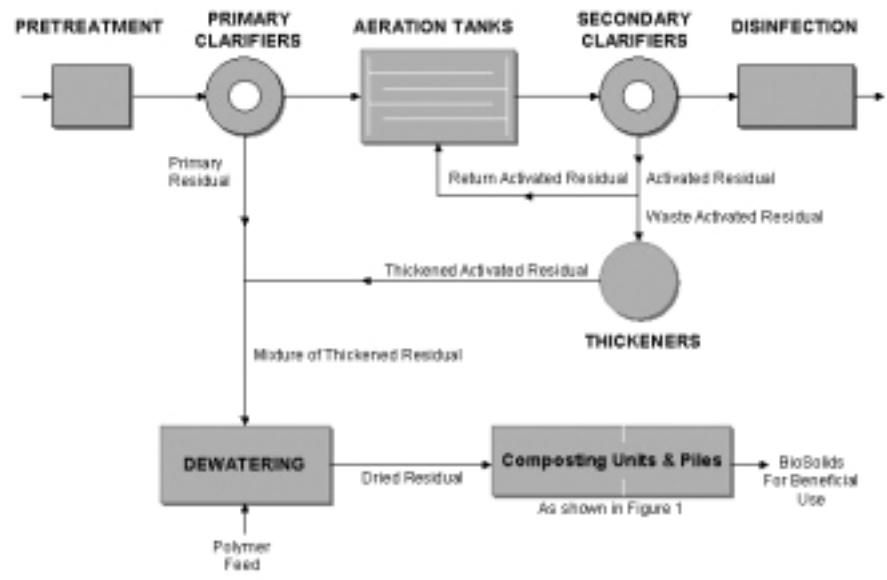 PRETREATMENT
PRIMARY
CLARIFIERS
AERATION TANKS
SECONDARY
CLARIFIERS
DISINFECTION
Primary
Residual
Return Activated Residual
Activated Residual
Waste Activated Residual
Thickened Activated Residual
THICKENERS
Mixture of Thickened Residual
DEWATERING
Dried Residual
Composting Units & Piles
As shown in Figure 1
BioSolids
For Beneficial
Use
Polymer
Feed